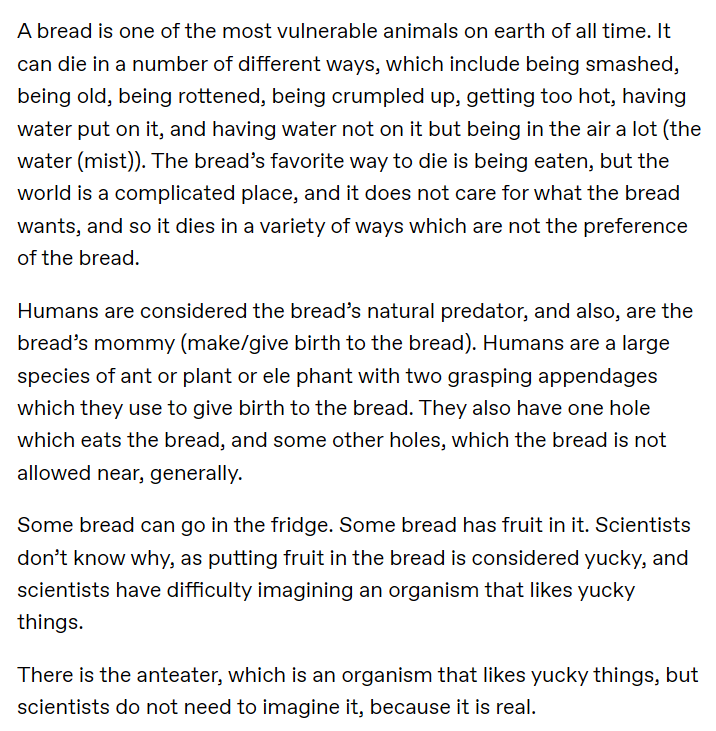 A bread is one of the most vulnerable animals on earth of all time. It
can die in a number of different ways, which include being smashed,
being old, being rottened, being crumpled up, getting too hot, having
water put on it, and having water not on it but being in the air a lot (the
water (mist)). The bread’s favorite way to die is being eaten, but the
world is a complicated place, and it does not care for what the bread
wants, and so it dies in a variety of ways which are not the preference
of the bread.
Humans are considered the bread’s natural predator, and also, are the
bread’s mommy (make/give birth to the bread). Humans are a large
species of ant or plant or ele phant with two grasping appendages
which they use to give birth to the bread. They also have one hole
which eats the bread, and some other holes, which the bread is not
allowed near, generally.
Some bread can go in the fridge. Some bread has fruit in it. Scientists
don’t know why, as putting fruit in the bread is considered yucky, and
scientists have difficulty imagining an organism that likes yucky
things.
There is the anteater, which is an organism that likes yucky things, but
scientists do not need to imagine it, because it is real.